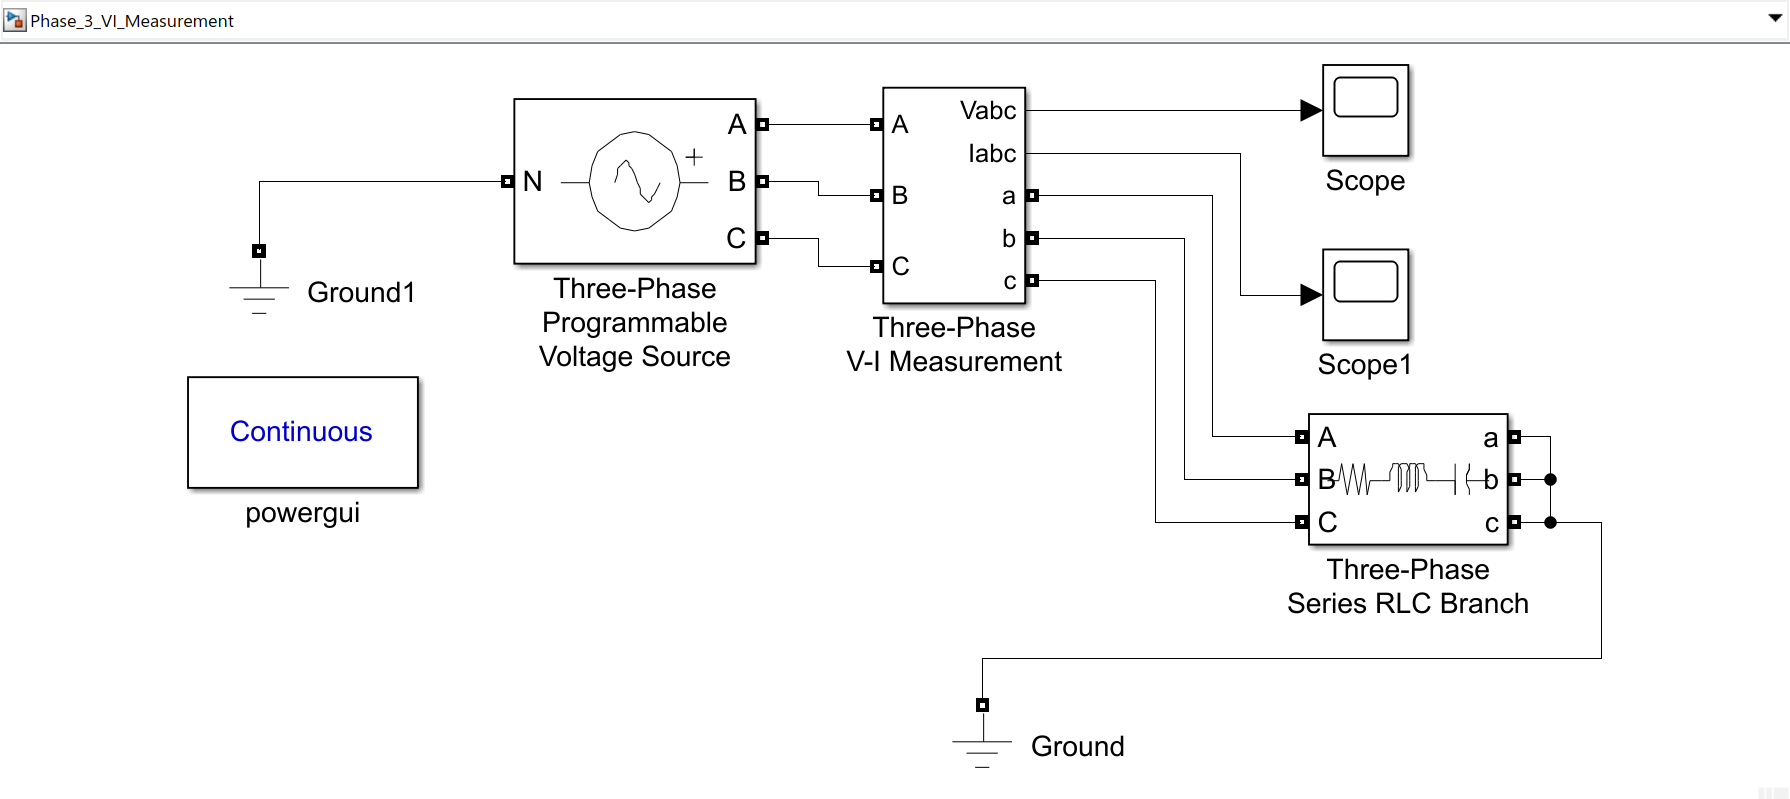 Phase_3_VI_Measurement
N
A
B
C
+
Three-Phase
Programmable
Voltage Source
Ground1
Continuous
powergui
A
B
C
Vabc
Iabc
a
b
c
Three-Phase
V-I Measurement
Scope
Scope1
A
B
C
a
b
c
Three-Phase
Series RLC Branch
Ground